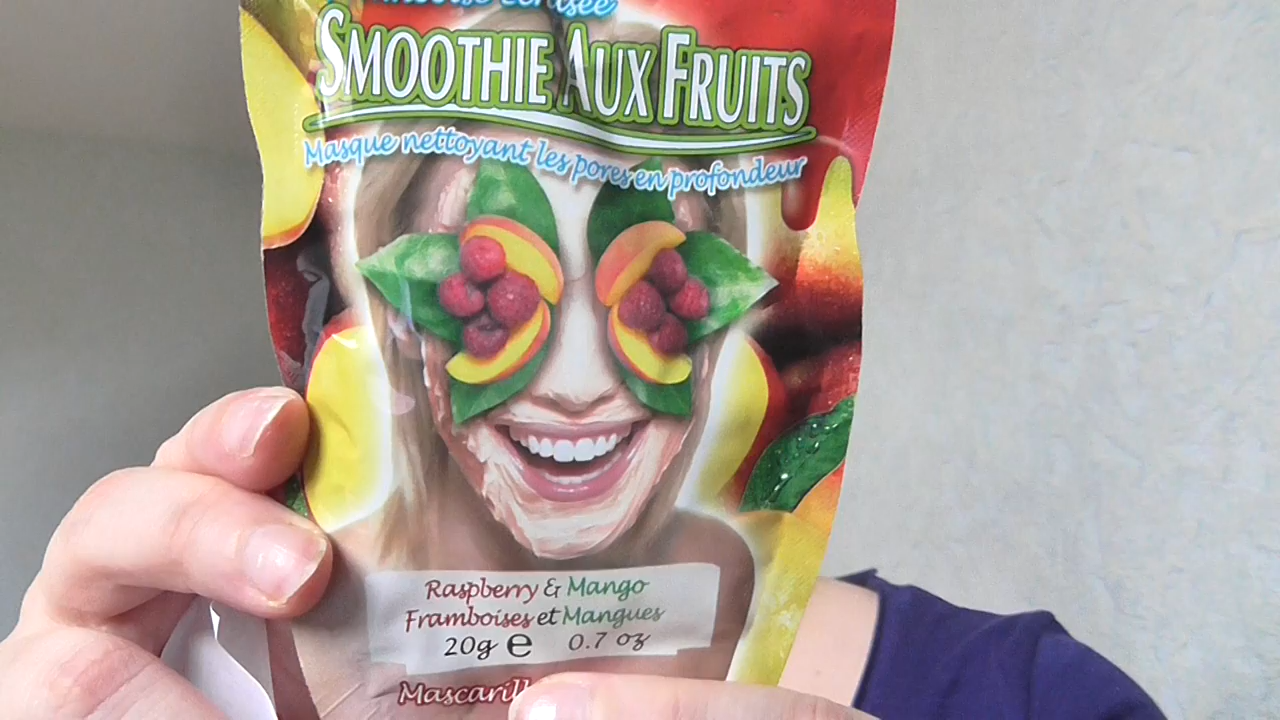 SMOOTHIE AUX FRUITS
Masque nettoyant les pores en profondeur
Raspberry & Mango
Framboises et Mangues
20g e 0.7 oz